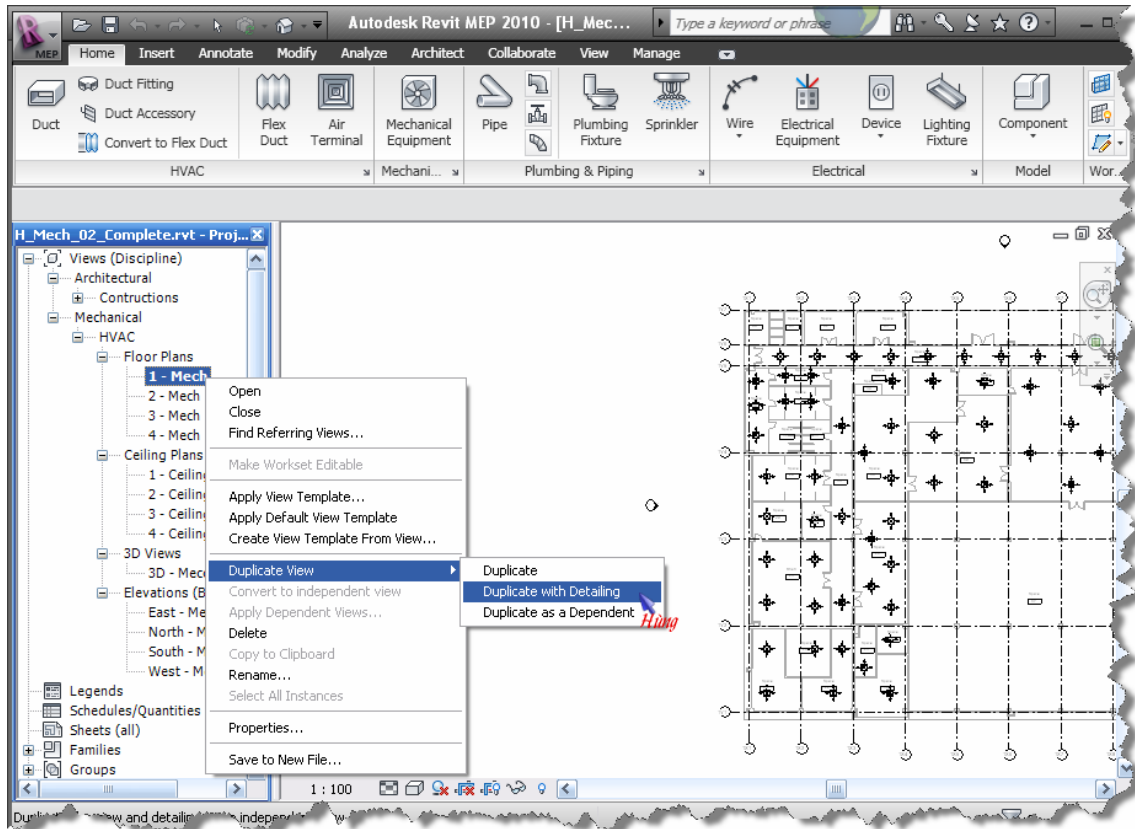 Autodesk Revit MEP 2010 - [H_Mec... Type a keyword or phrase
MEP Home Insert Annotate Modify Analyze Architect Collaborate View Manage
Duct
Duct Fitting
Duct Accessory
Convert to Flex Duct
Flex
Duct
Air
Terminal
Mechanical
Equipment
Pipe
Plumbing
Fixture
Sprinkler
Wire
Electrical
Equipment
Device
Lighting
Fixture
Component
HVAC Mechani... Plumbing & Piping Electrical Model Wor...
H_Mech_02_Complete.rvt - Proj...
Views (Discipline)
Architectural
Contructions
Mechanical
HVAC
Floor Plans
1 - Mech
2 - Mech
3 - Mech
4 - Mech
Ceiling Plans
1 - Ceiling
2 - Ceiling
3 - Ceiling
4 - Ceiling
3D Views
3D - Mec
Elevations (B
East - Me
North - M
South - M
West - M
Legends
Schedules/Quantities
Sheets (all)
Families
Groups
Open
Close
Find Referring Views...
Make Workset Editable
Apply View Template...
Apply Default View Template
Create View Template From View...
Duplicate View
Convert to independent view
Apply Dependent Views...
Delete
Copy to Clipboard
Rename...
Select All Instances
Properties...
Save to New File...
Duplicate
Duplicate with Detailing
Duplicate as a Dependent
Hùng
1 : 100